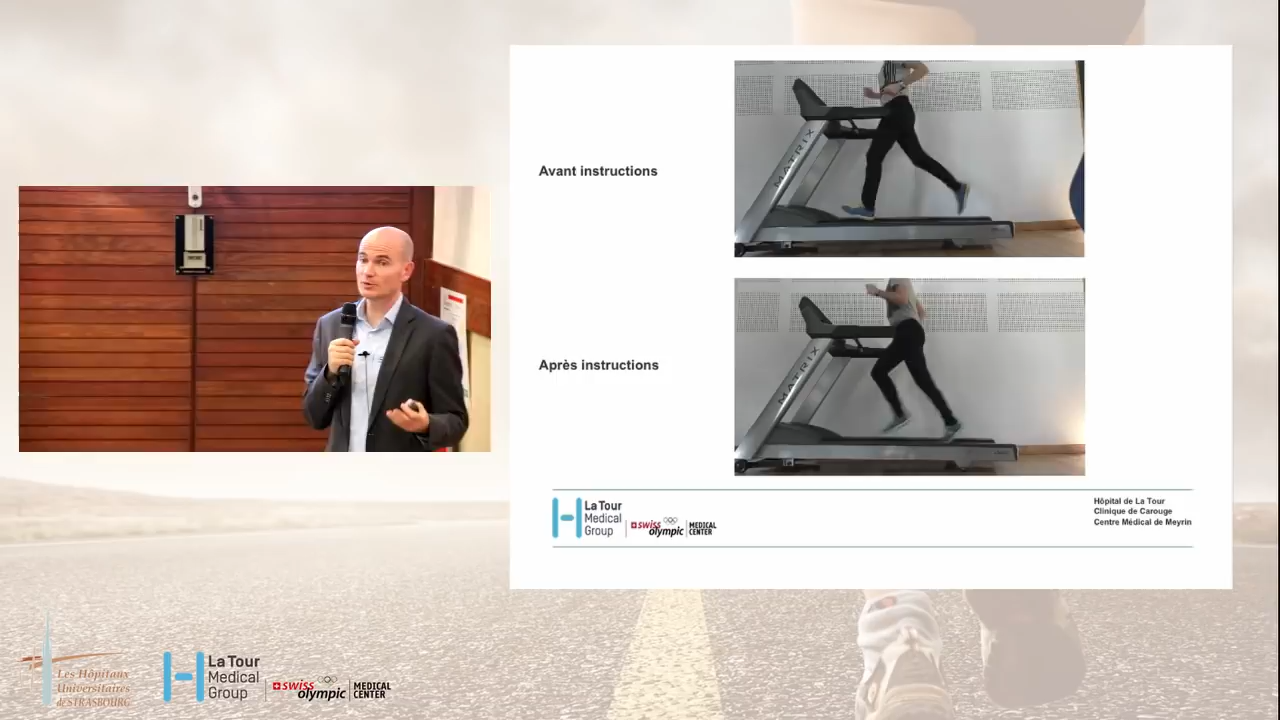 Avant instructions
MATRIX
Après instructions
MATRIX
La Tour
Medical
Group
swiss
olympic
MEDICAL
CENTER
Hôpital de La Tour
Clinique de Carouge
Centre Médical de Meyrin
Les Hôpitaux
Universitaires
de STRASBOURG
La Tour
Medical
Group
swiss
olympic
MEDICAL
CENTER